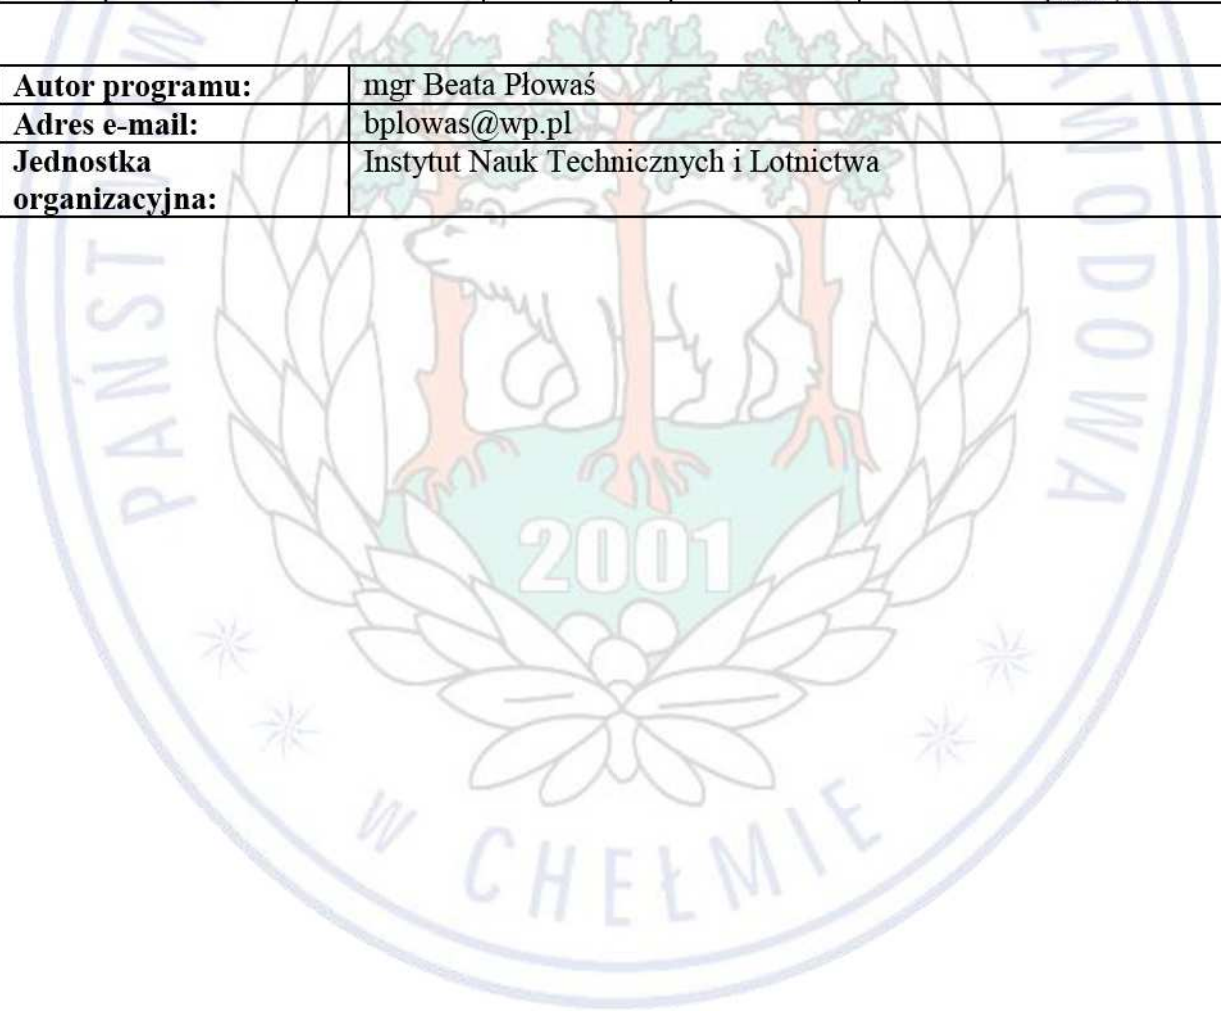 Autor programu: mgr Beata Płowaś
Adres e-mail: bplowas@wp.pl
Jednostka Instytut Nauk Technicznych i Lotnictwa
organizacyjna:
PAŃST
ZAWODOWA
2001
W CHEŁMIE